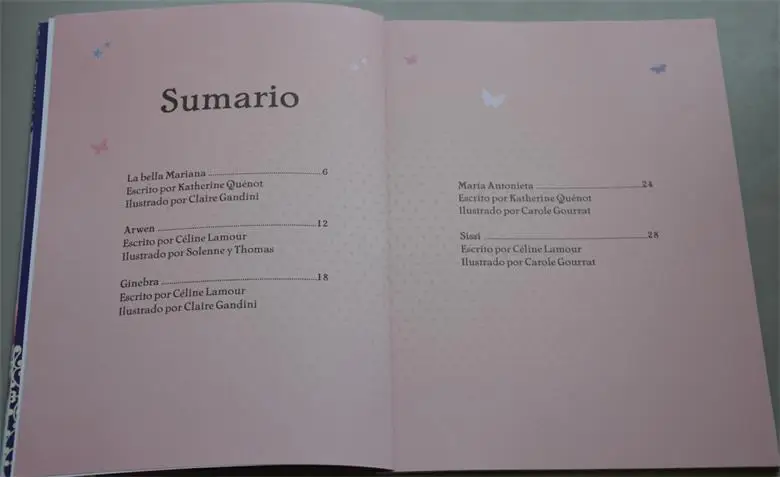 Sumario
La bella Mariana 6
Escrito por Katherine Quénot
Ilustrado por Claire Gandini
Arwen 12
Escrito por Céline Lamour
Ilustrado por Solenne y Thomas
Ginebra 18
Escrito por Céline Lamour
Ilustrado por Claire Gandini
María Antonieta 24
Escrito por Katherine Quénot
Ilustrado por Carole Gourrat
Sissí 28
Escrito por Céline Lamour
Ilustrado por Carole Gourrat